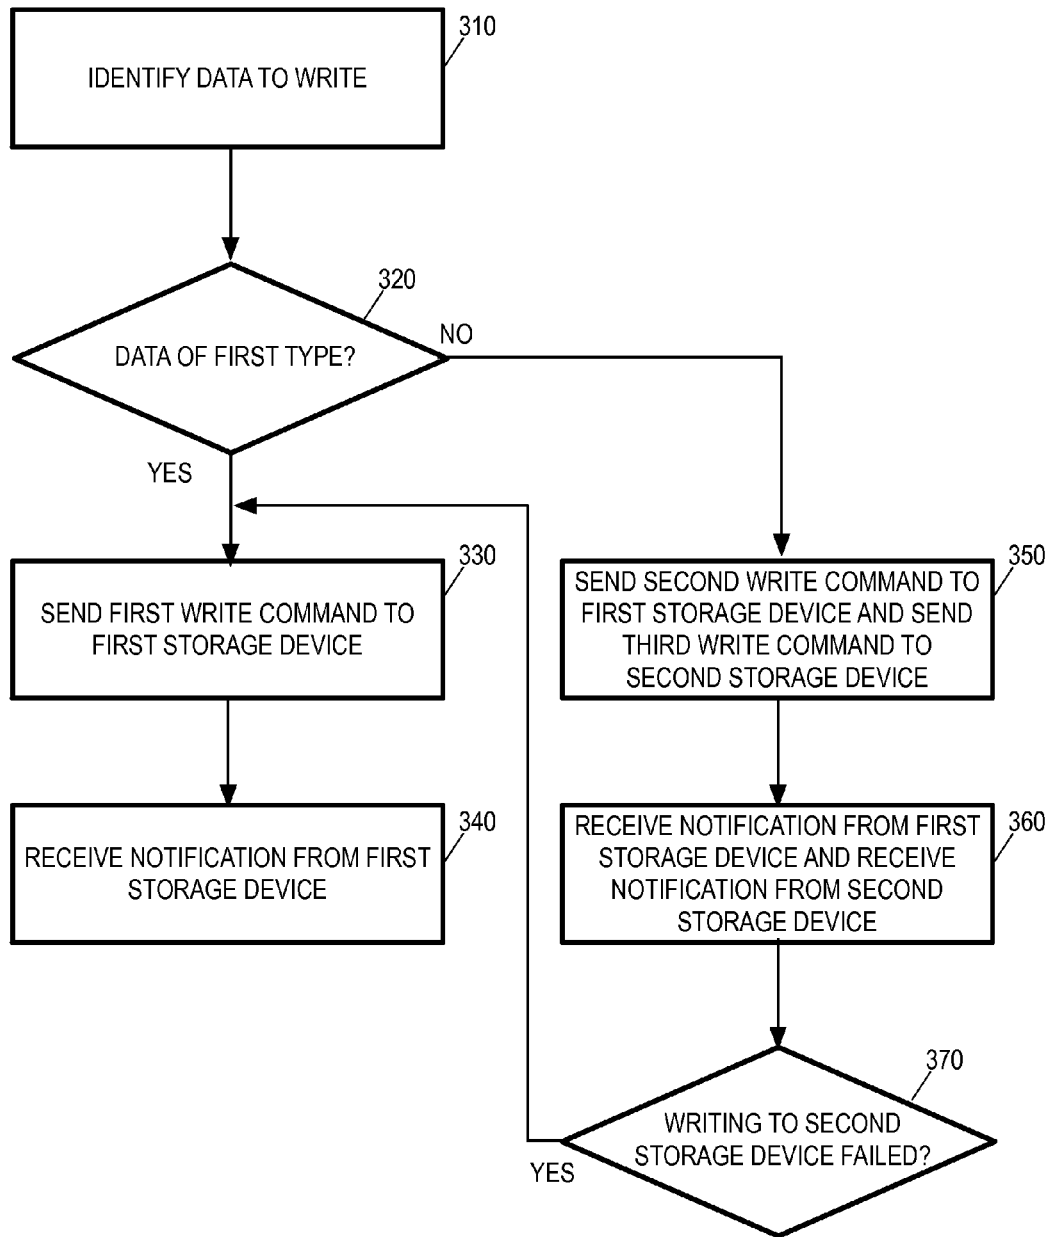 310
IDENTIFY DATA TO WRITE
320
NO
DATA OF FIRST TYPE?
YES
330
SEND FIRST WRITE COMMAND TO
FIRST STORAGE DEVICE
350
SEND SECOND WRITE COMMAND TO
FIRST STORAGE DEVICE AND SEND
THIRD WRITE COMMAND TO
SECOND STORAGE DEVICE
340
RECEIVE NOTIFICATION FROM FIRST
STORAGE DEVICE
360
RECEIVE NOTIFICATION FROM FIRST
STORAGE DEVICE AND RECEIVE
NOTIFICATION FROM SECOND
STORAGE DEVICE
370
WRITING TO SECOND
STORAGE DEVICE FAILED?
YES